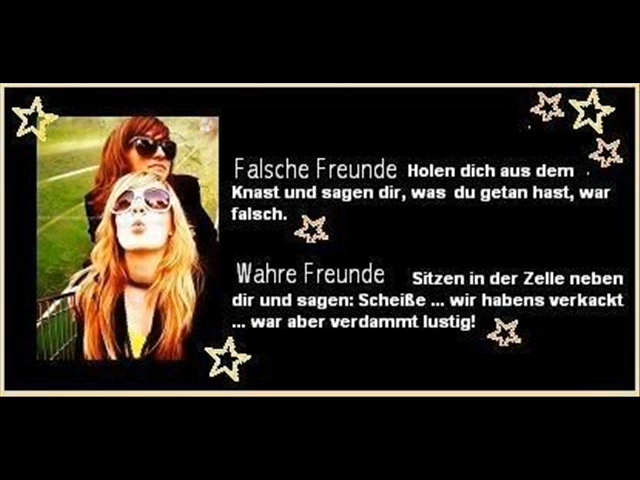 Falsche Freunde Holen dich aus dem
Knast und sagen dir, was du getan hast, war
falsch.
Wahre Freunde Sitzen in der Zelle neben
dir und sagen: Scheiße ... wir habens verkackt
... war aber verdammt lustig!